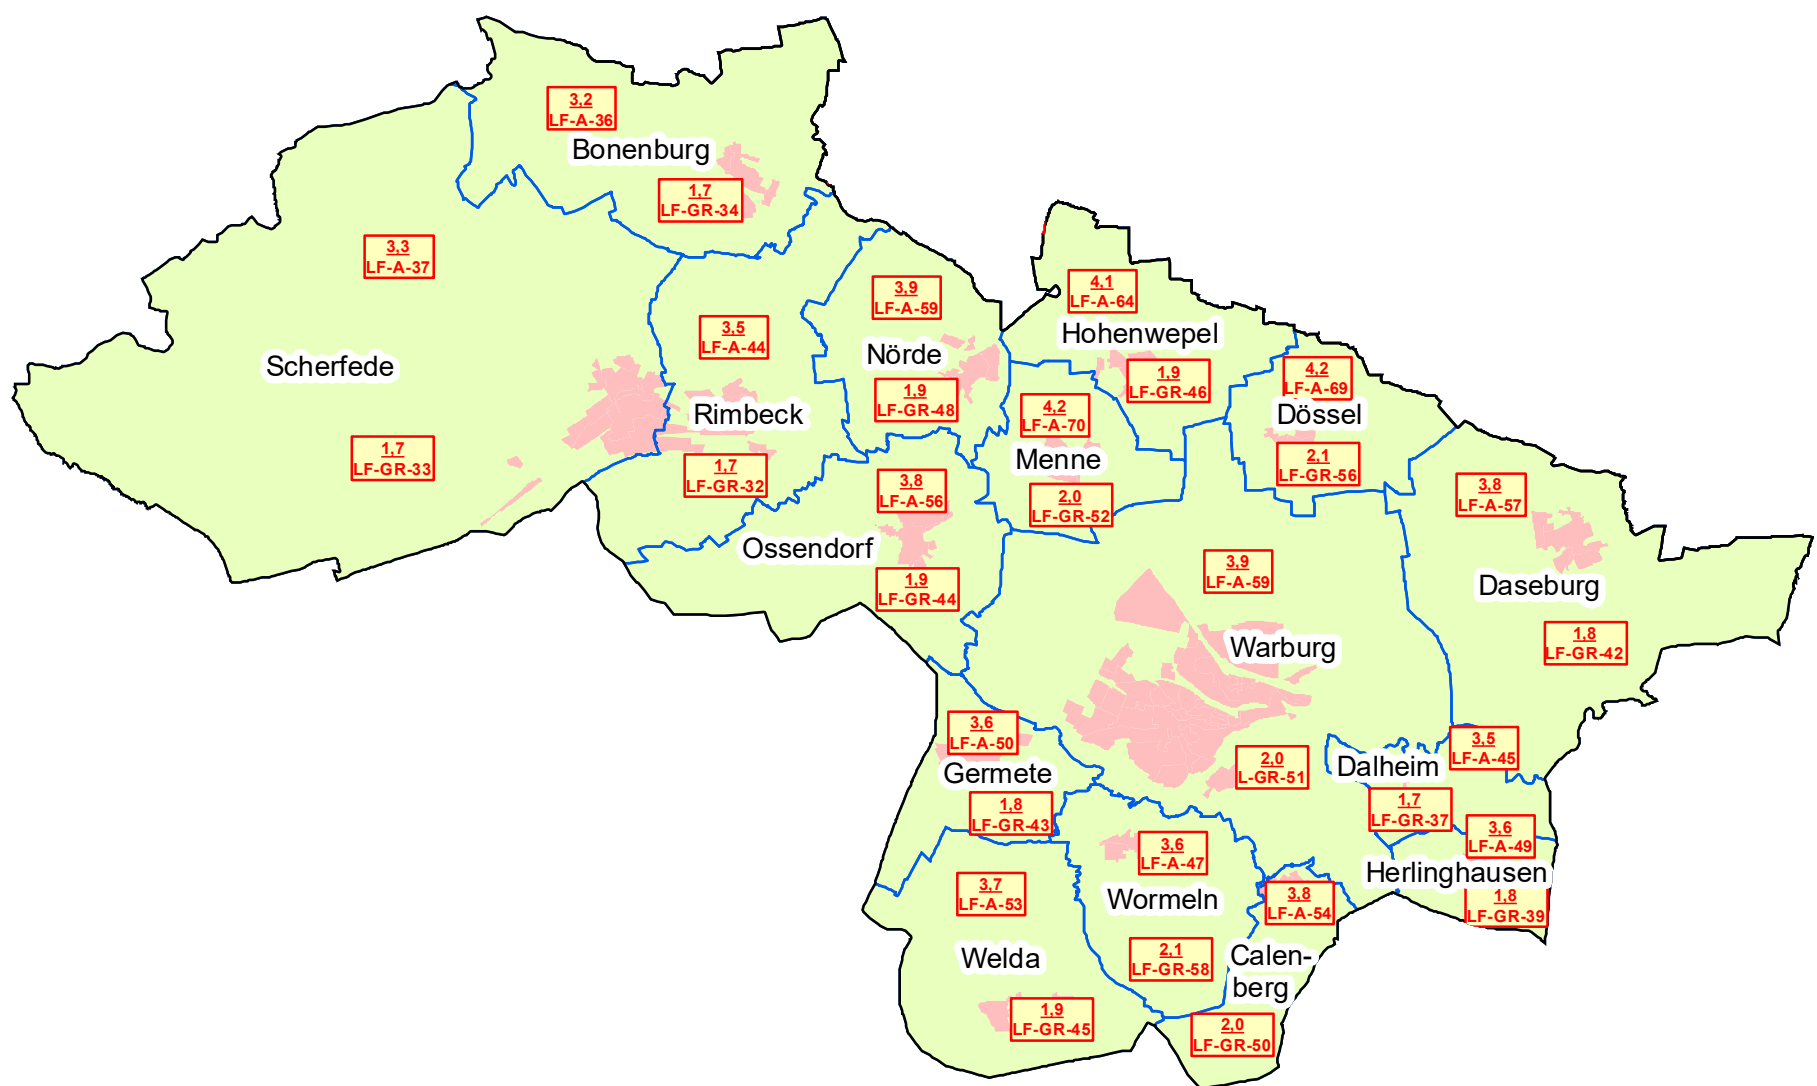 3,2
LF-A-36
Bonenburg
1,7
LF-GR-34
3,3
LF-A-37
Scherfede
1,7
LF-GR-33
3,5
LF-A-44
Rimbeck
1,7
LF-GR-32
3,9
LF-A-59
Nörde
1,9
LF-GR-48
4,1
LF-A-64
Hohenwepel
1,9
LF-GR-46
4,2
LF-A-70
Menne
2,0
LF-GR-52
4,2
LF-A-69
Dössel
2,1
LF-GR-56
3,8
LF-A-56
Ossendorf
1,9
LF-GR-44
3,8
LF-A-57
Daseburg
1,8
LF-GR-42
3,9
LF-A-59
Warburg
2,0
L-GR-51
3,6
LF-A-50
Germete
1,8
LF-GR-43
3,5
LF-A-45
Dalheim
1,7
LF-GR-37
3,6
LF-A-49
Herlinghausen
1,8
LF-GR-39
3,7
LF-A-53
Welda
1,9
LF-GR-45
3,6
LF-A-47
Wormeln
2,1
LF-GR-58
3,8
LF-A-54
Calen-
berg
2,0
LF-GR-50